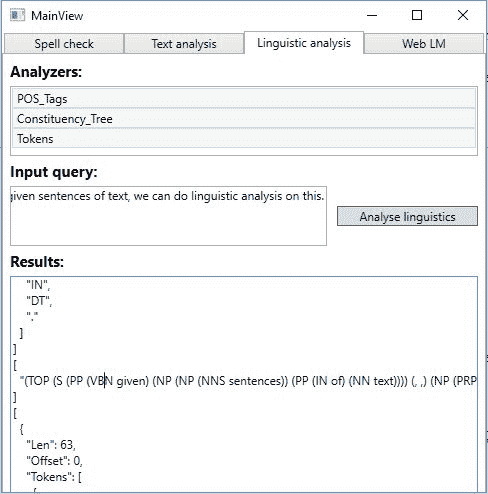 MainView
Spell check Text analysis Linguistic analysis Web LM
Analyzers:
POS_Tags
Constituency_Tree
Tokens
Input query:
given sentences of text, we can do linguistic analysis on this.
Analyse linguistics
Results:
"IN",
"DT",
"."
]
]
[
"(TOP (S (PP (VBN given) (NP (NP (NNS sentences)) (PP (IN of) (NN text)))) (, ,) (NP (PRP
]
[
{
"Len": 63,
"Offset": 0,
"Tokens": [
{